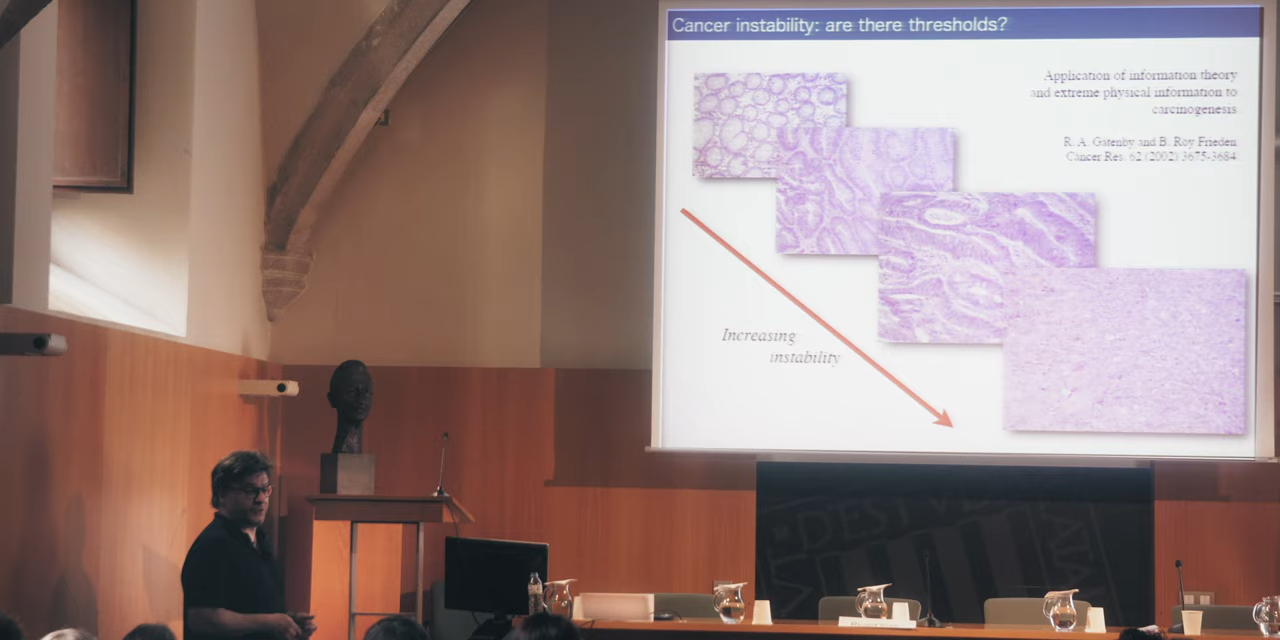 Cancer instability: are there thresholds?
Application of information theory
and extreme physical information to
carcinogenesis
R. A. Gatenby and B. Roy Frieden
Cancer Res. 62 (2002) 3675-3684
Increasing
instability